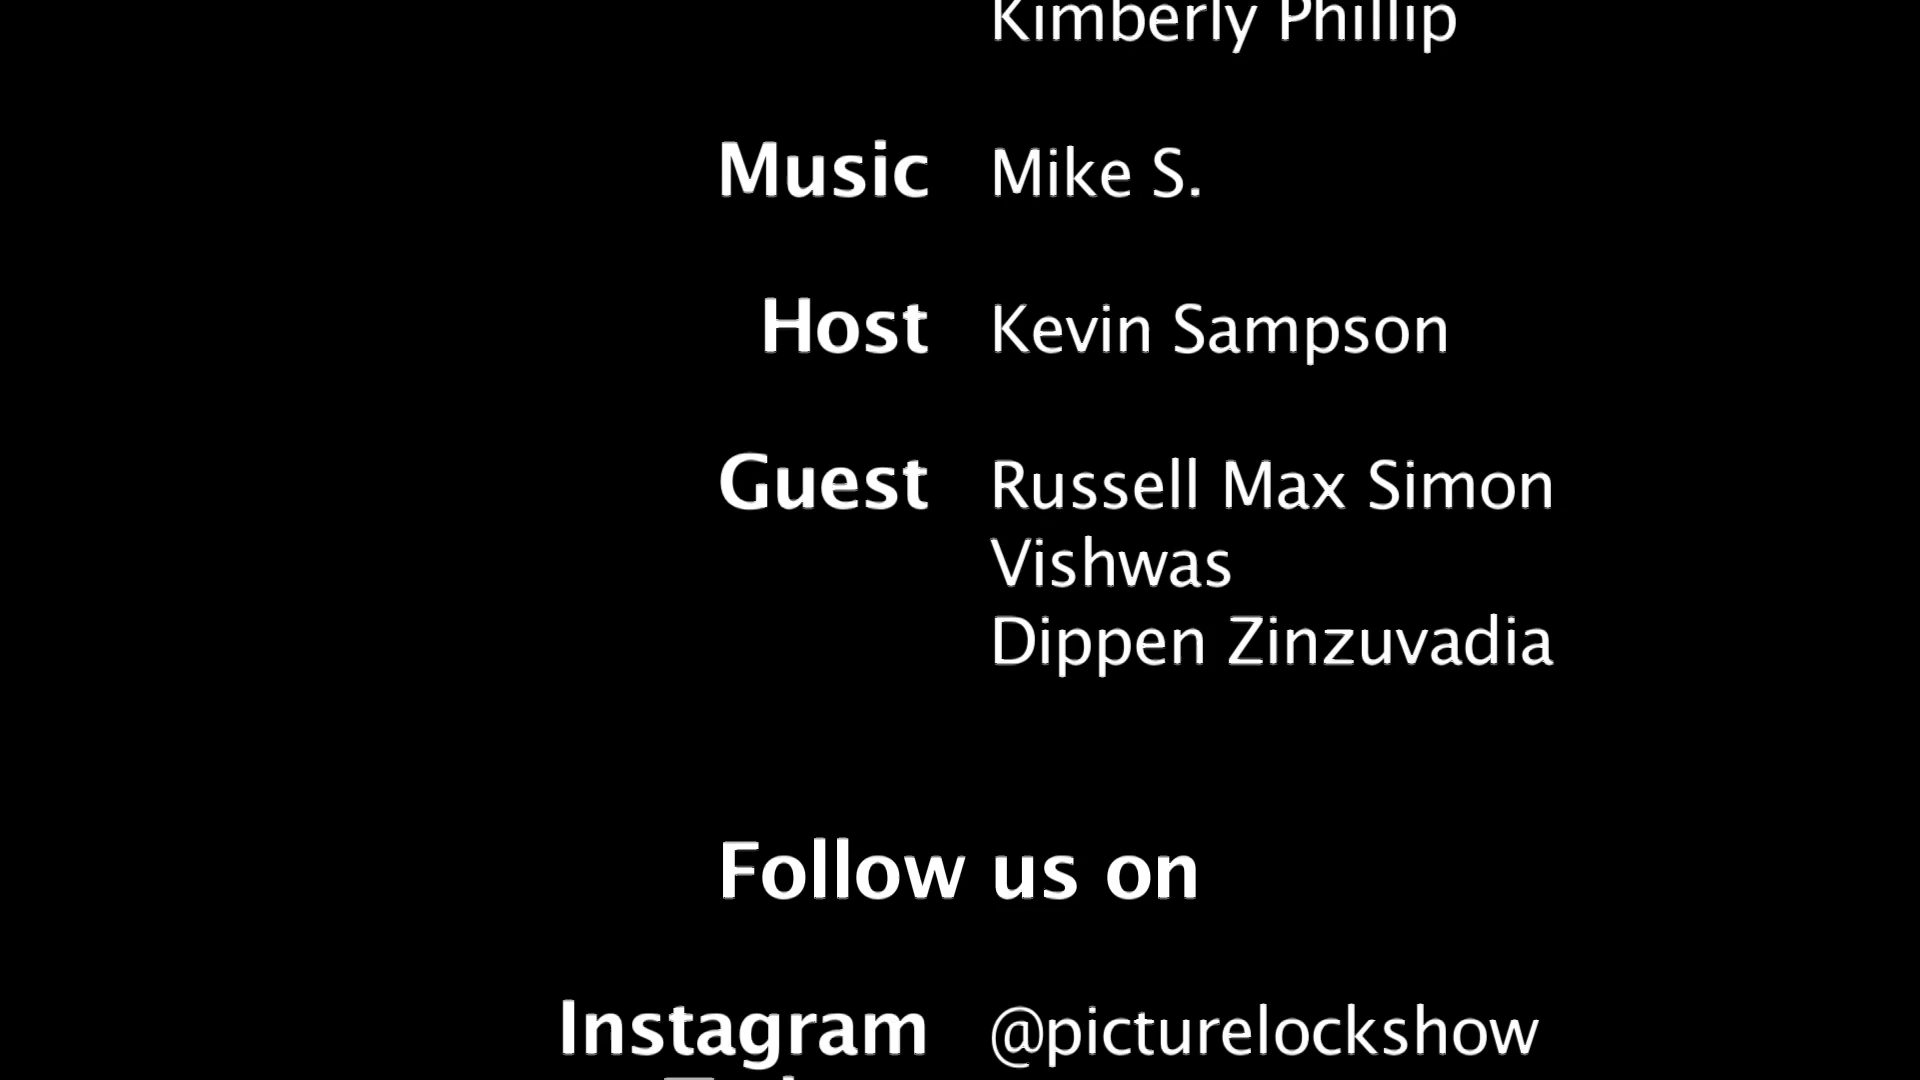 Kimberly Phillip
Music Mike S.
Host Kevin Sampson
Guest Russell Max Simon
Vishwas
Dippen Zinzuvadia
Follow us on
Instagram @picturelockshow